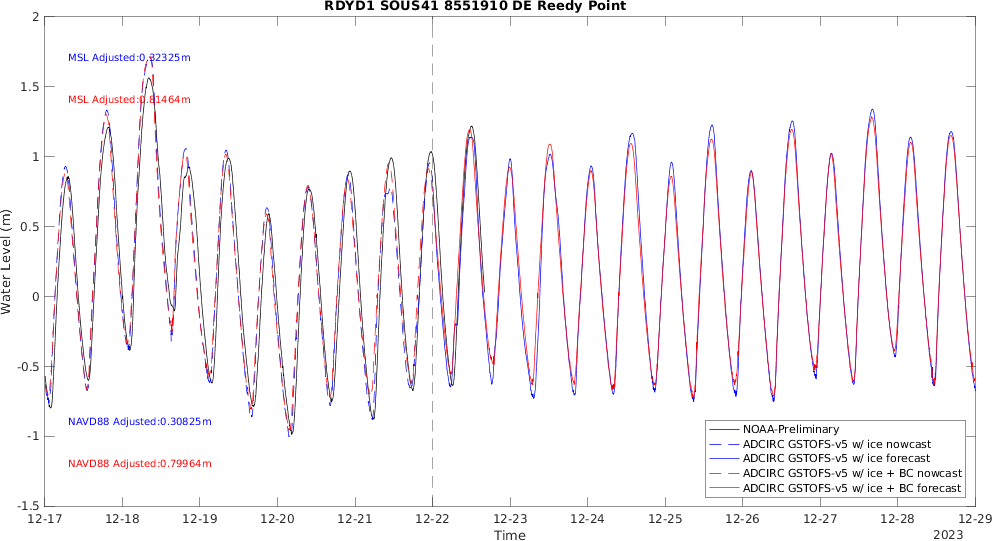 RDYD1 SOUS41 8551910 DE Reedy Point
2
1.5
1
0.5
0
-0.5
-1
-1.5
Water Level (m)
MSL Adjusted:0.32325m
MSL Adjusted:0.81464m
NAVD88 Adjusted:0.30825m
NAVD88 Adjusted:0.79964m
NOAA-Preliminary
ADCIRC GSTOFS-v5 w/ ice nowcast
ADCIRC GSTOFS-v5 w/ ice forecast
ADCIRC GSTOFS-v5 w/ ice + BC nowcast
ADCIRC GSTOFS-v5 w/ ice + BC forecast
12-17 12-18 12-19 12-20 12-21 12-22 12-23 12-24 12-25 12-26 12-27 12-28 12-29
Time
2023